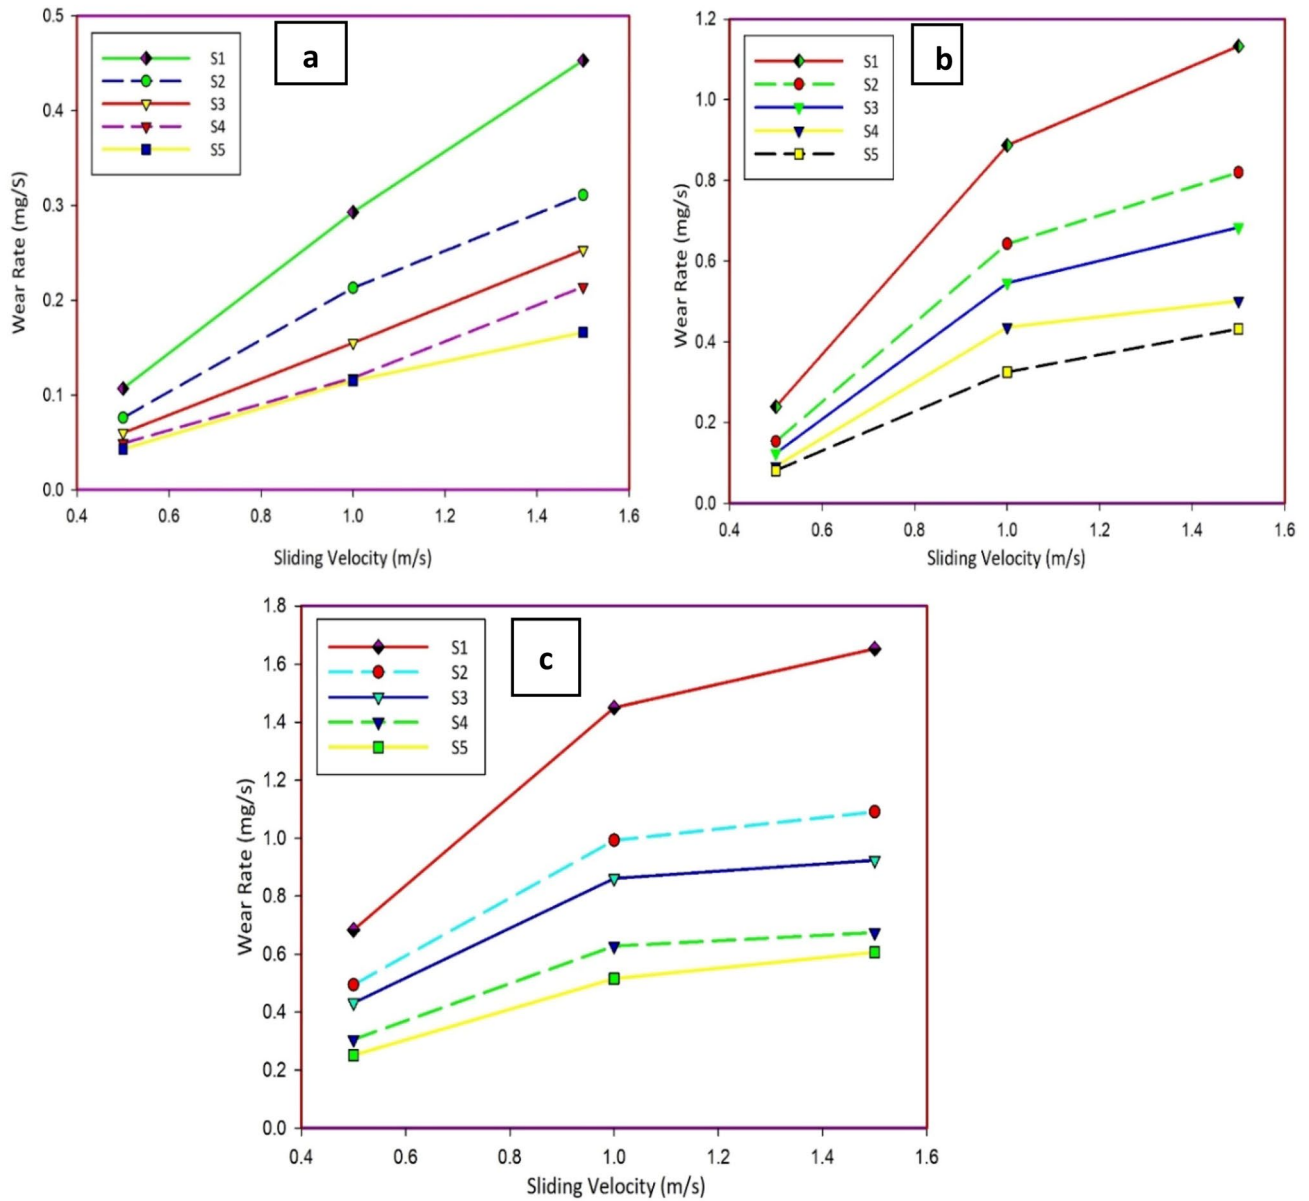 a
S1
S2
S3
S4
S5
0.5
0.4
0.3
0.2
0.1
0.0
Wear Rate (mg/S)
0.4 0.6 0.8 1.0 1.2 1.4 1.6
Sliding Velocity (m/s)
b
S1
S2
S3
S4
S5
1.2
1.0
0.8
0.6
0.4
0.2
0.0
Wear Rate (mg/s)
0.4 0.6 0.8 1.0 1.2 1.4 1.6
Sliding Velocity (m/s)
c
S1
S2
S3
S4
S5
1.8
1.6
1.4
1.2
1.0
0.8
0.6
0.4
0.2
0.0
Wear Rate (mg/s)
0.4 0.6 0.8 1.0 1.2 1.4 1.6
Sliding Velocity (m/s)